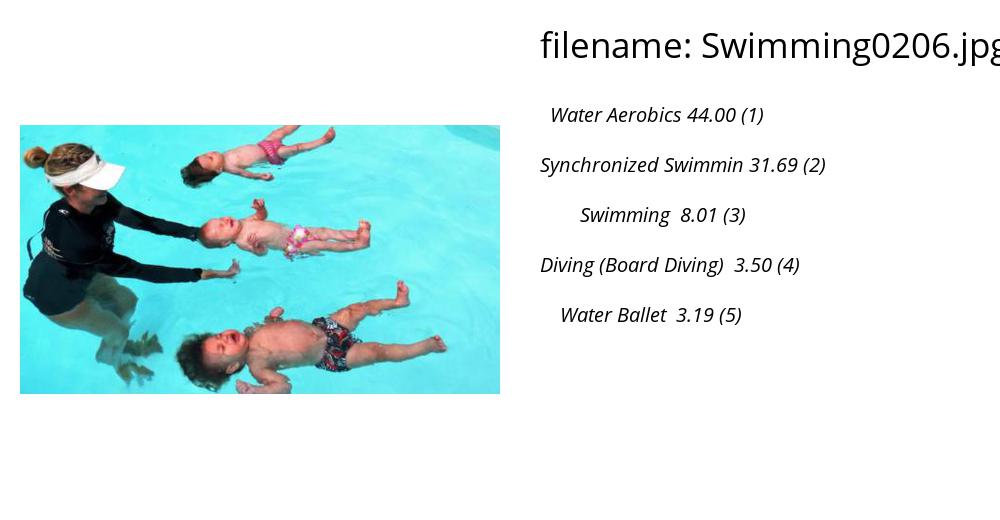 filename: Swimming0206.jpg
Water Aerobics 44.00 (1)
Synchronized Swimmin 31.69 (2)
Swimming 8.01 (3)
Diving (Board Diving) 3.50 (4)
Water Ballet 3.19 (5)